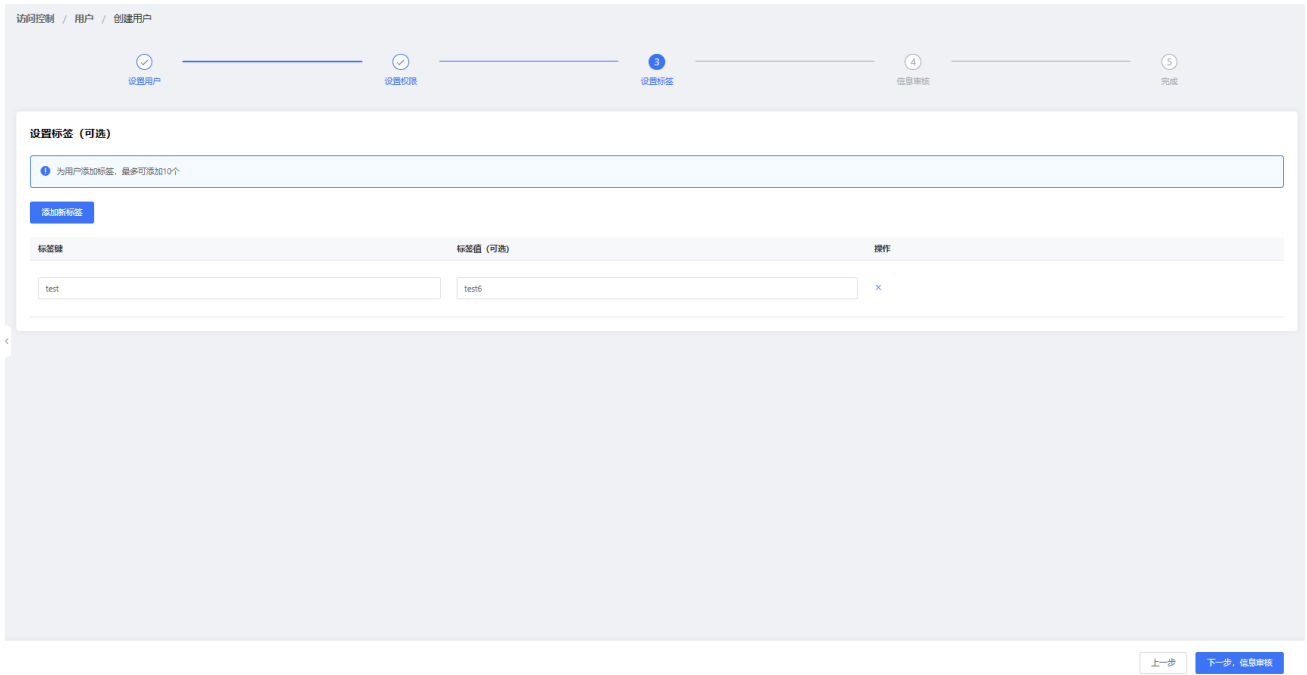 访问控制 / 用户 / 创建用户
3 4 5
设置用户 设置权限 设置标签 信息审核 完成
设置标签（可选）
为用户添加标签，最多可添加10个
添加新标签
标签键 标签值（可选） 操作
test test6
上一步 下一步，信息审核